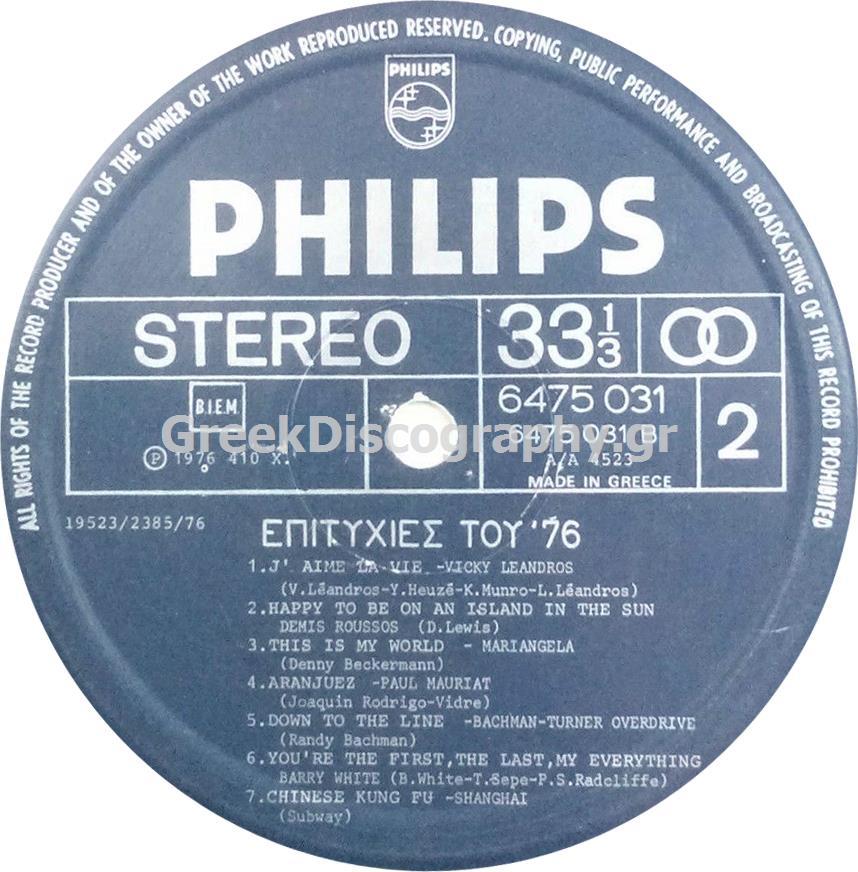 ALL RIGHTS OF THE RECORD PRODUCER AND OF THE OWNER OF THE WORK REPRODUCED RESERVED. COPYING, PUBLIC PERFORMANCE AND BROADCASTING OF THIS RECORD PROHIBITED
PHILIPS
PHILIPS
STEREO 33 1/3
B.I.E.M. 6475 031 2
GreekDiscography.gr
6475 031 B
℗ 1976 410 X. A/A 4523
MADE IN GREECE
19523/2385/76 ΕΠΙΤΥΧΙΕΣ ΤΟΥ '76
1.J' AIME LA VIE -VICKY LEANDROS
(V.Léandros-Y.Heuzé-K.Munro-L.Léandros)
2.HAPPY TO BE ON AN ISLAND IN THE SUN
DEMIS ROUSSOS (D.Lewis)
3.THIS IS MY WORLD - MARIANGELA
(Denny Beckermann)
4.ARANJUEZ -PAUL MAURIAT
(Joaquin Rodrigo-Vidre)
5.DOWN TO THE LINE -BACHMAN-TURNER OVERDRIVE
(Randy Bachman)
6.YOU'RE THE FIRST,THE LAST,MY EVERYTHING
BARRY WHITE (B.White-T.Sepe-P.S.Radcliffe)
7.CHINESE KUNG FU -SHANGHAI
(Subway)